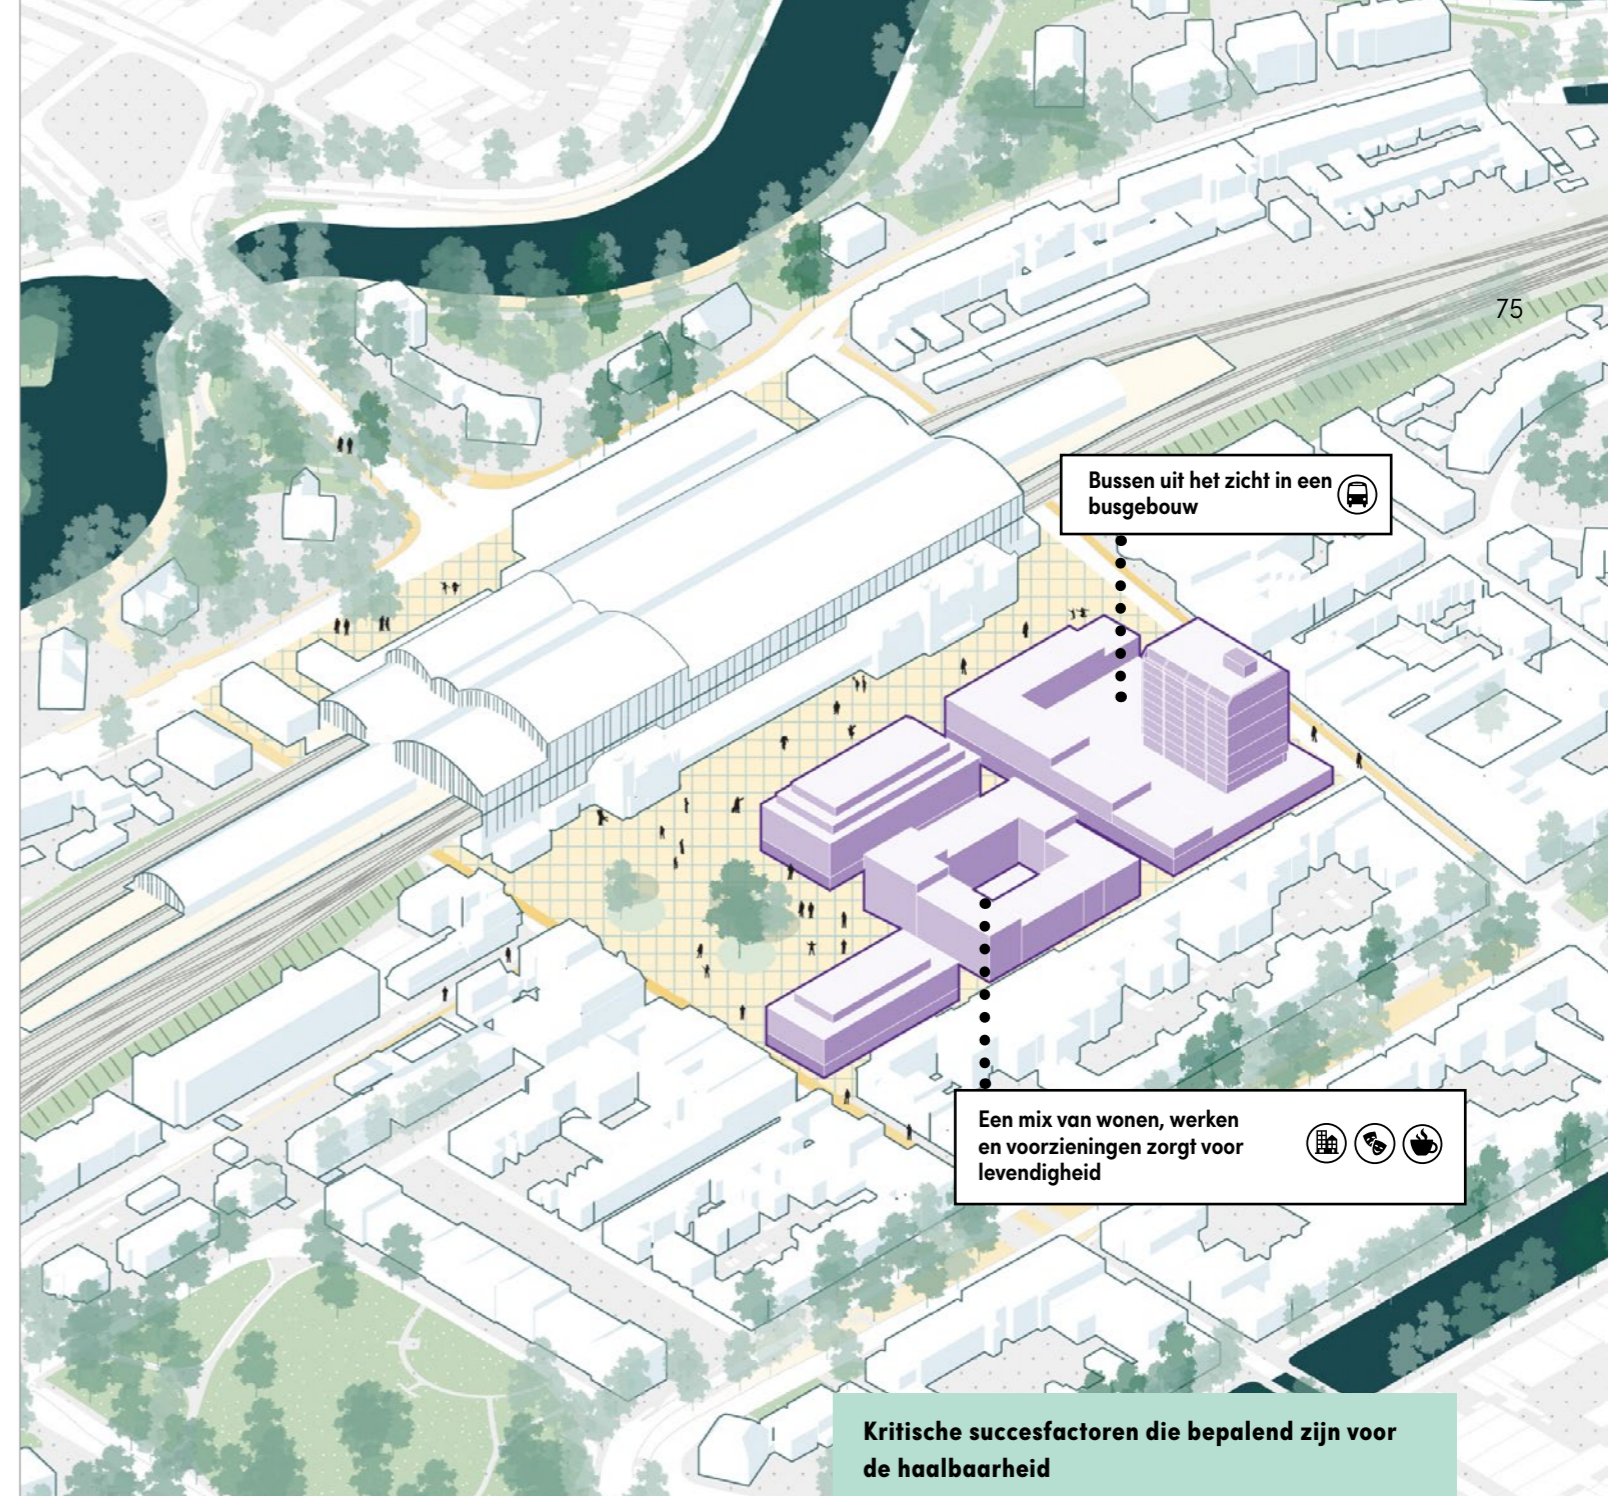 75
Bussen uit het zicht in een
busgebouw
Een mix van wonen, werken
en voorzieningen zorgt voor
levendigheid
Kritische succesfactoren die bepalend zijn voor
de haalbaarheid